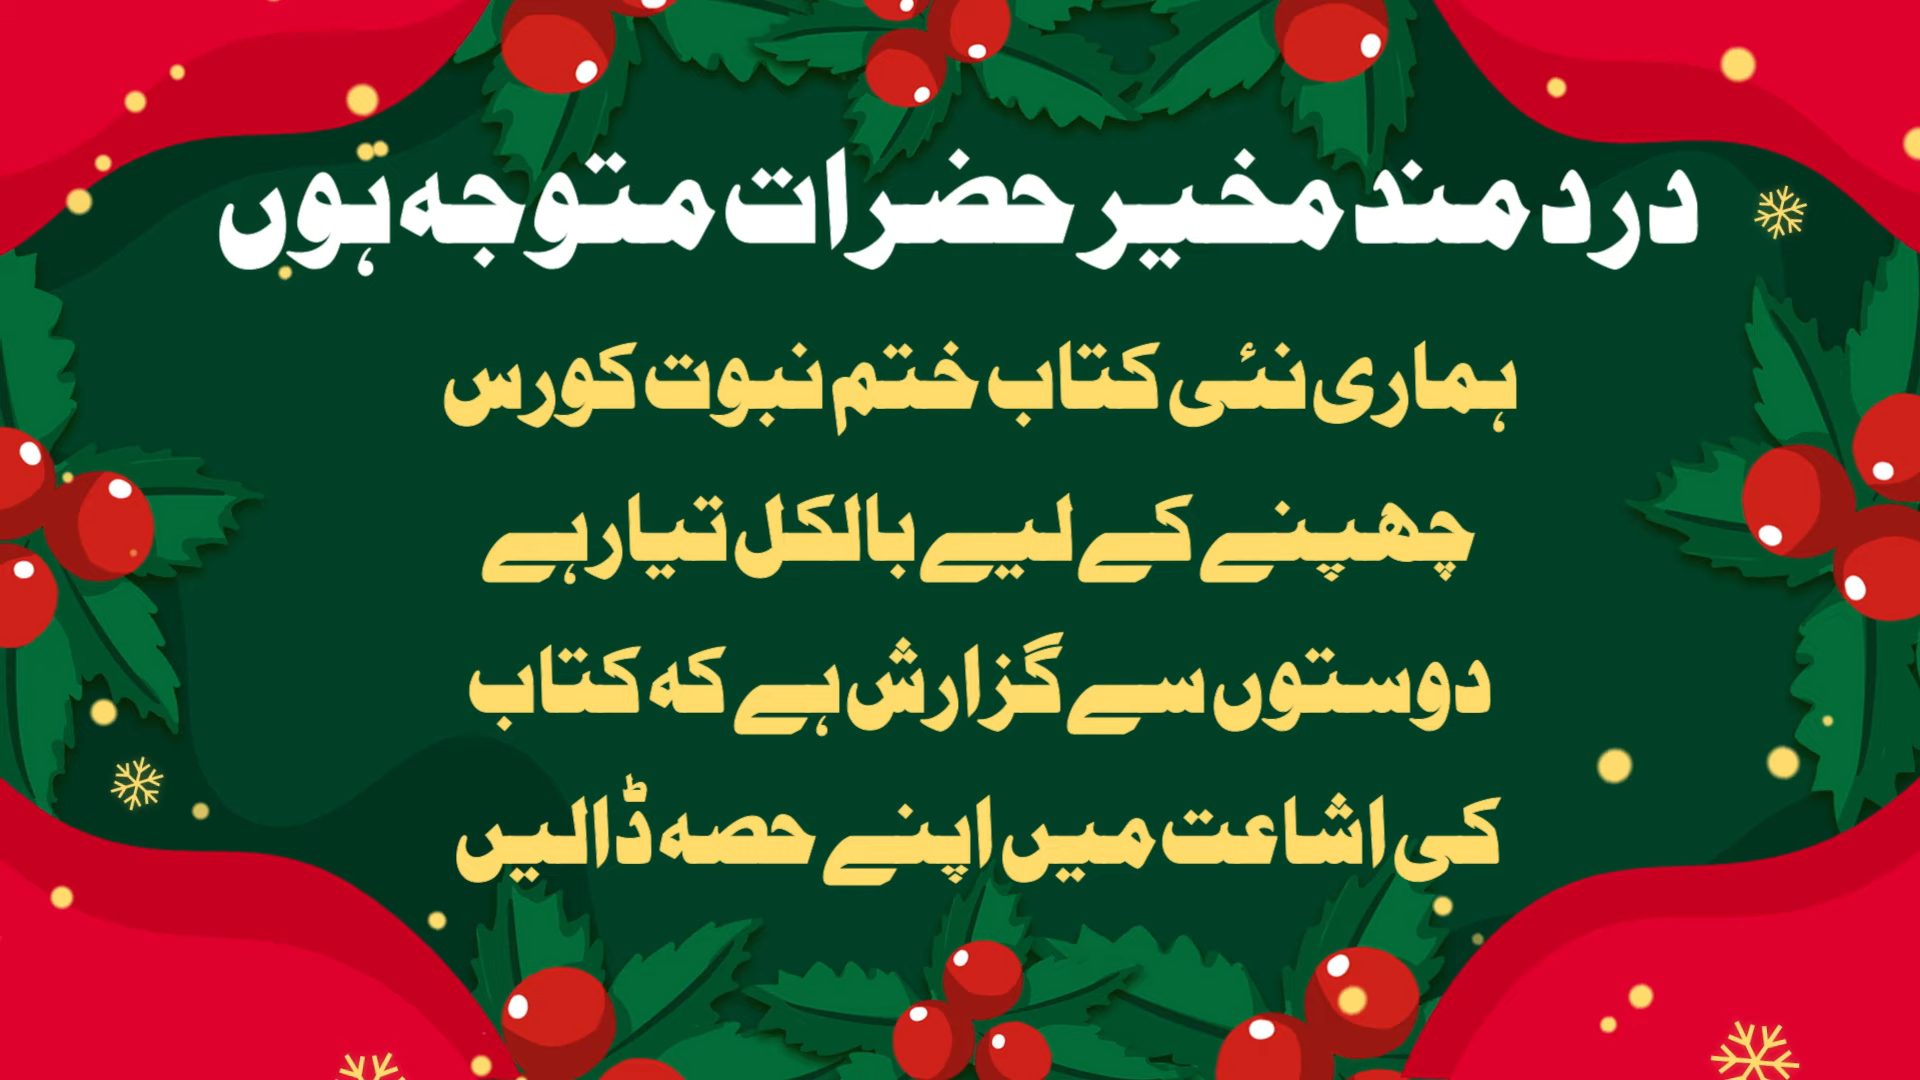 درد مند مخیر حضرات متوجہ ہوں
ہماری نئی کتاب ختم نبوت کورس
چھپنے کے لیے بالکل تیار ہے
دوستوں سے گزارش ہے کہ کتاب
کی اشاعت میں اپنے حصہ ڈالیں